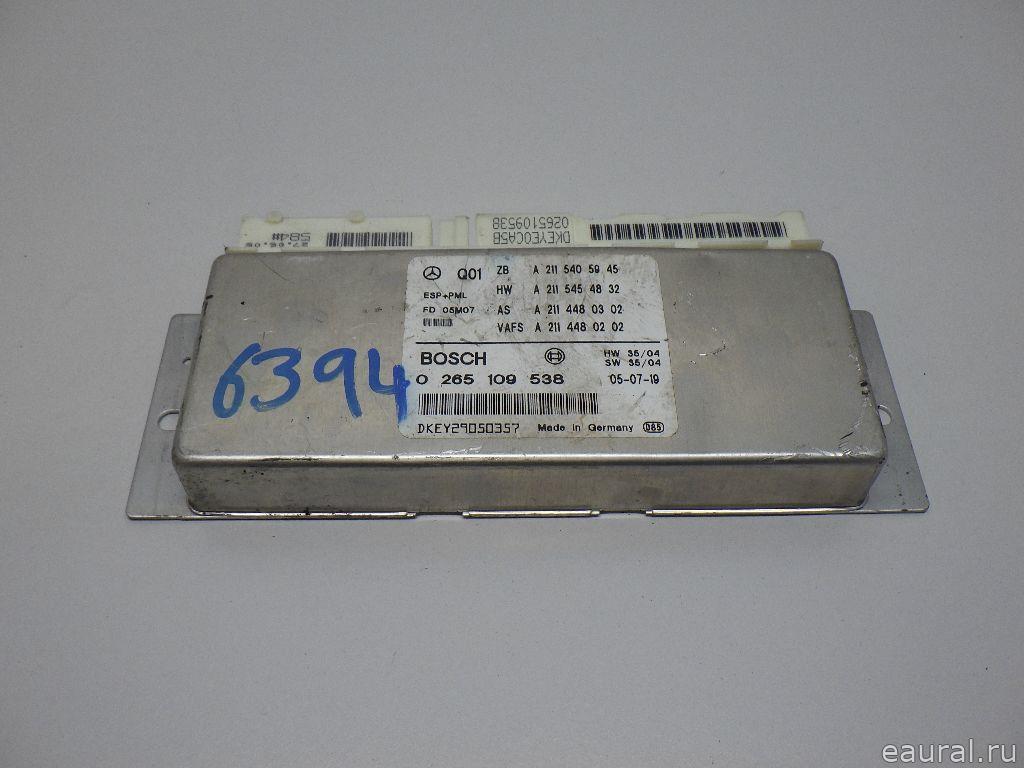 584#
27.06.05
DKEYE0CA5B
0265109538
Q01 ZB A 211 540 59 45
HW A 211 545 48 32
ESP+PML
FD 05M07 AS A 211 448 03 02
VAFS A 211 448 02 02
BOSCH HW 35/04
SW 35/04
0 265 109 538 05-07-19
DKEY29050357 Made in Germany D85
6394
eaural.ru